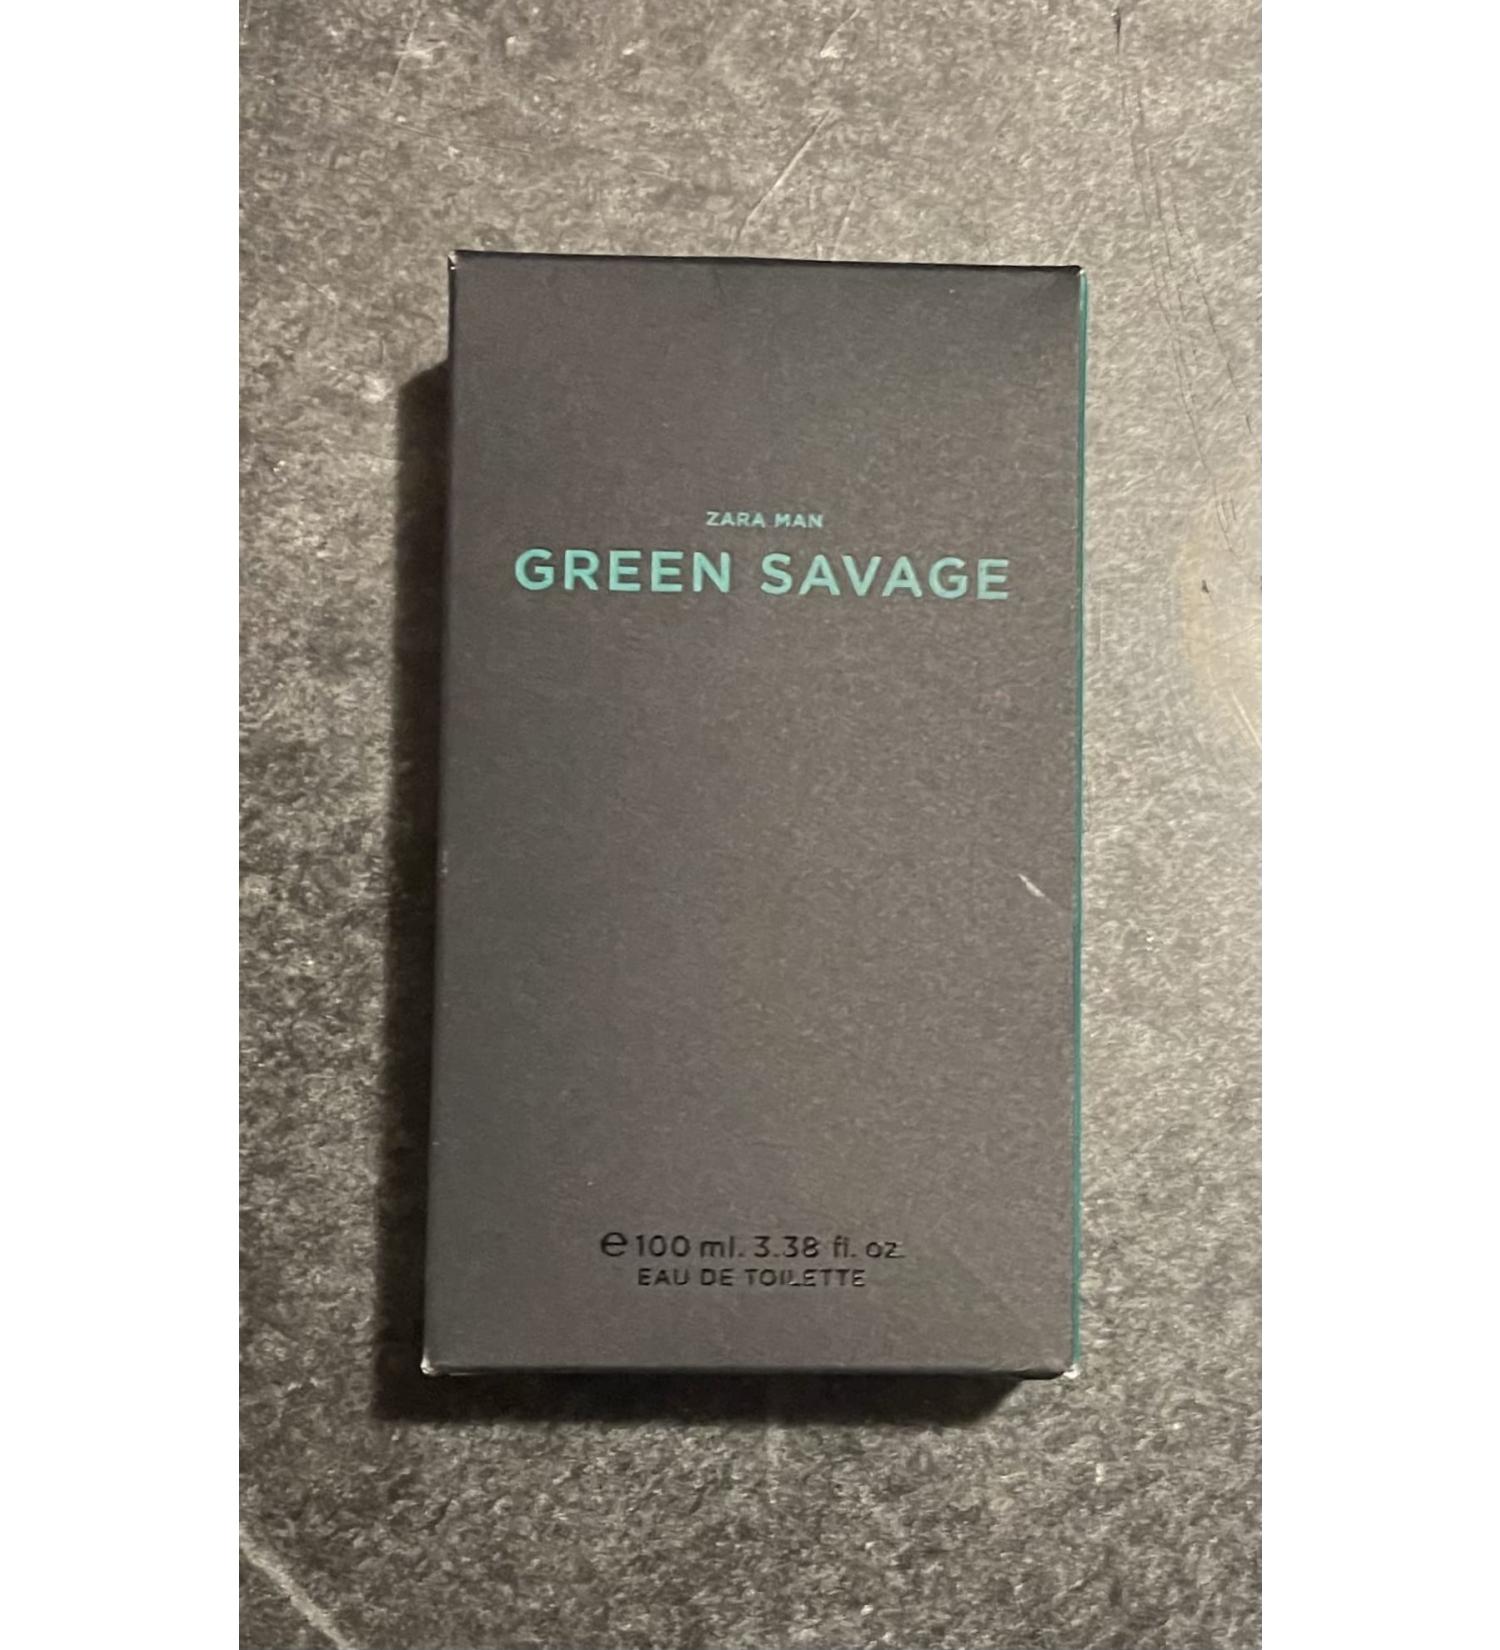 ZARA MAN
GREEN SAVAGE
℮ 100 ml. 3.38 fl. oz.
EAU DE TOILETTE